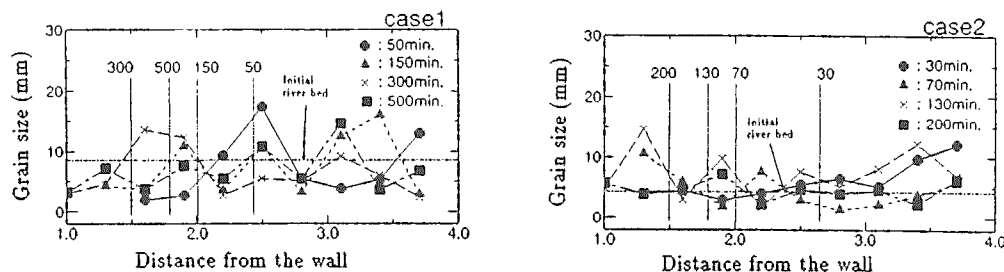 case1
30
20
10
0
Grain size (mm)
300
500
150
50
Initial
river bed
: 50min.
: 150min.
: 300min.
: 500min.
1.0
2.0
3.0
4.0
Distance from the wall
case2
30
20
10
0
Grain size (mm)
200
130
70
30
Initial
river bed
: 30min.
: 70min.
: 130min.
: 200min.
1.0
2.0
3.0
4.0
Distance from the wall